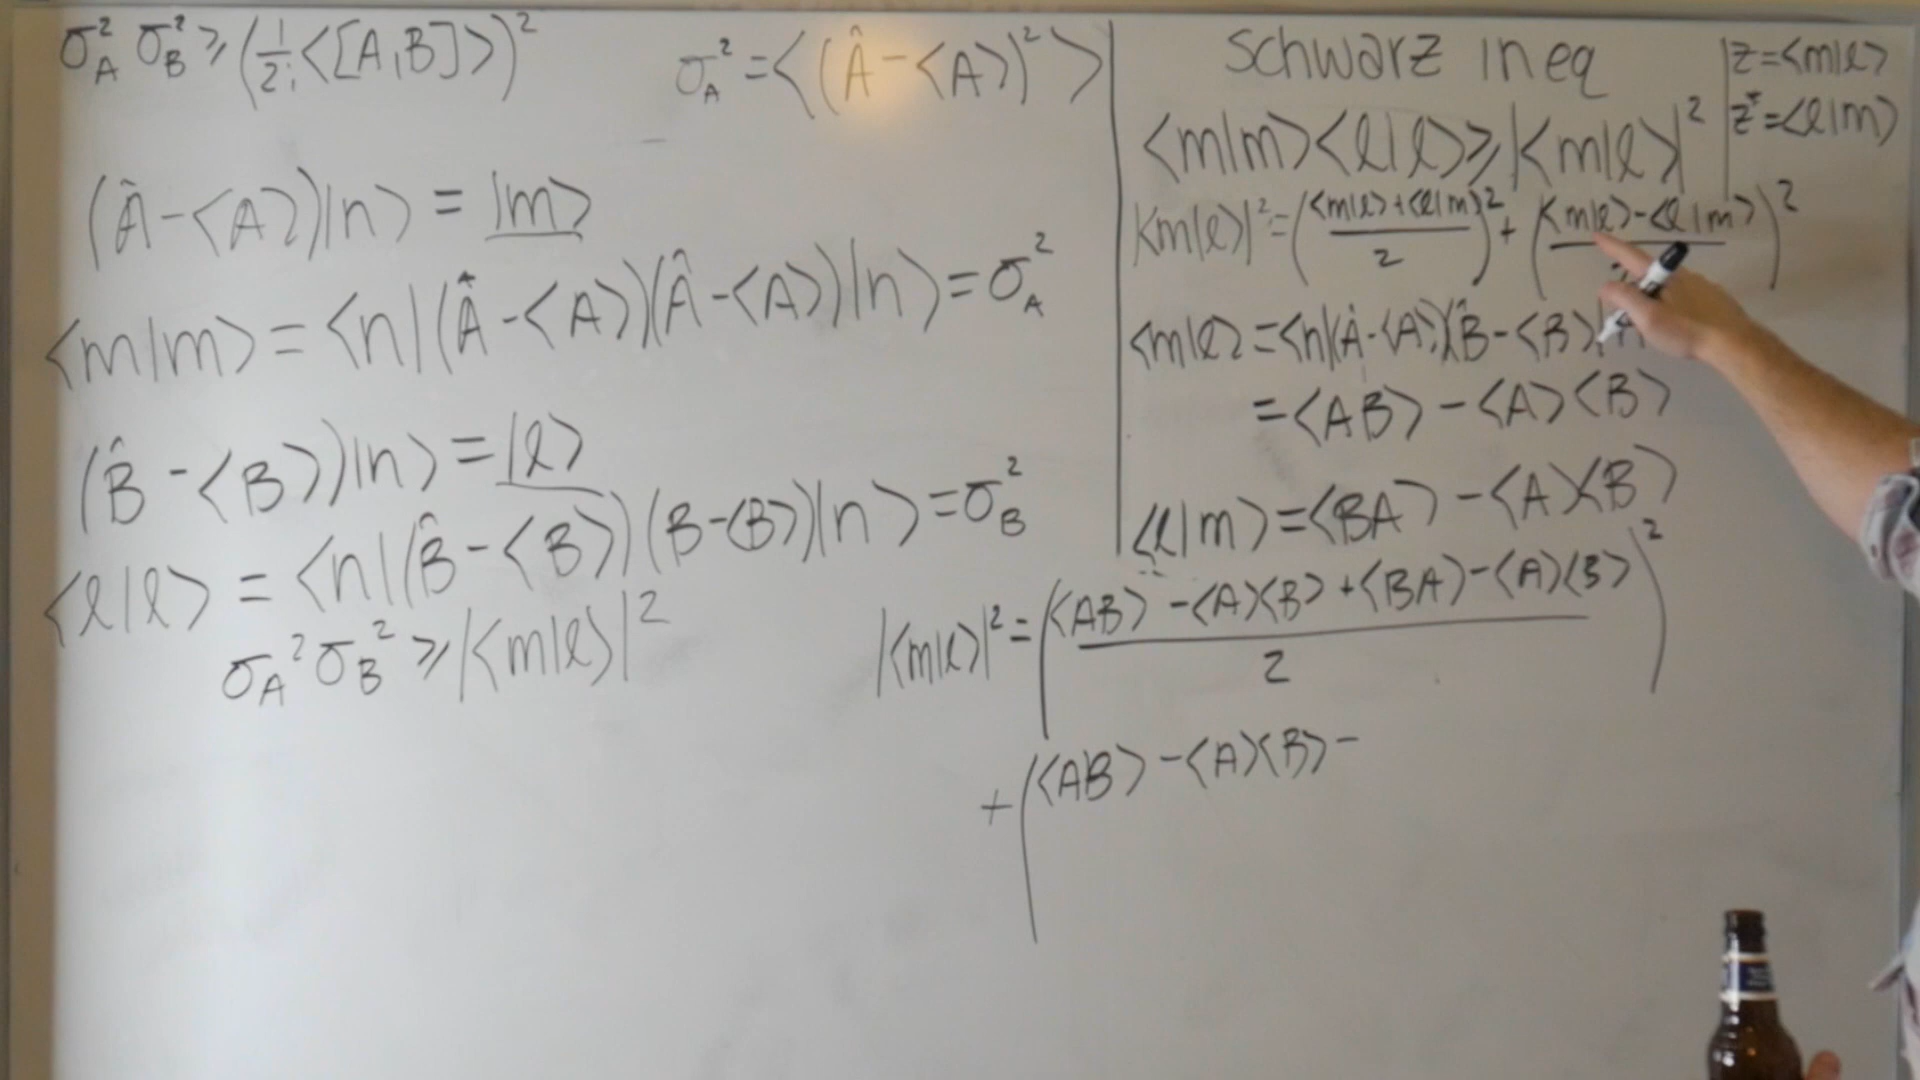 σ_A² σ_B² ≥ (1/2i <[A,B]>)²
σ_A² = <(Â - <A>)²>
(Â - <A>)|n> = |m>
<m|m> = <n|(Â - <A>)(Â - <A>)|n> = σ_A²
(B̂ - <B>)|n> = |ℓ>
<ℓ|ℓ> = <n|(B̂ - <B>)(B - <B>)|n> = σ_B²
σ_A² σ_B² ≥ |<m|ℓ>|²
Schwarz ineq
<m|m><ℓ|ℓ> ≥ |<m|ℓ>|²
z = <m|ℓ>
z* = <ℓ|m>
|<m|ℓ>|² = (<m|ℓ> + <ℓ|m> / 2)² + (<m|ℓ> - <ℓ|m> / )²
<m|ℓ> = <n|(Â - <A>)(B̂ - <B>)|
= <AB> - <A><B>
<ℓ|m> = <BA> - <A><B>
|<m|ℓ>|² = (<AB> - <A><B> + <BA> - <A><B> / 2)²
+ (<AB> - <A><B> -